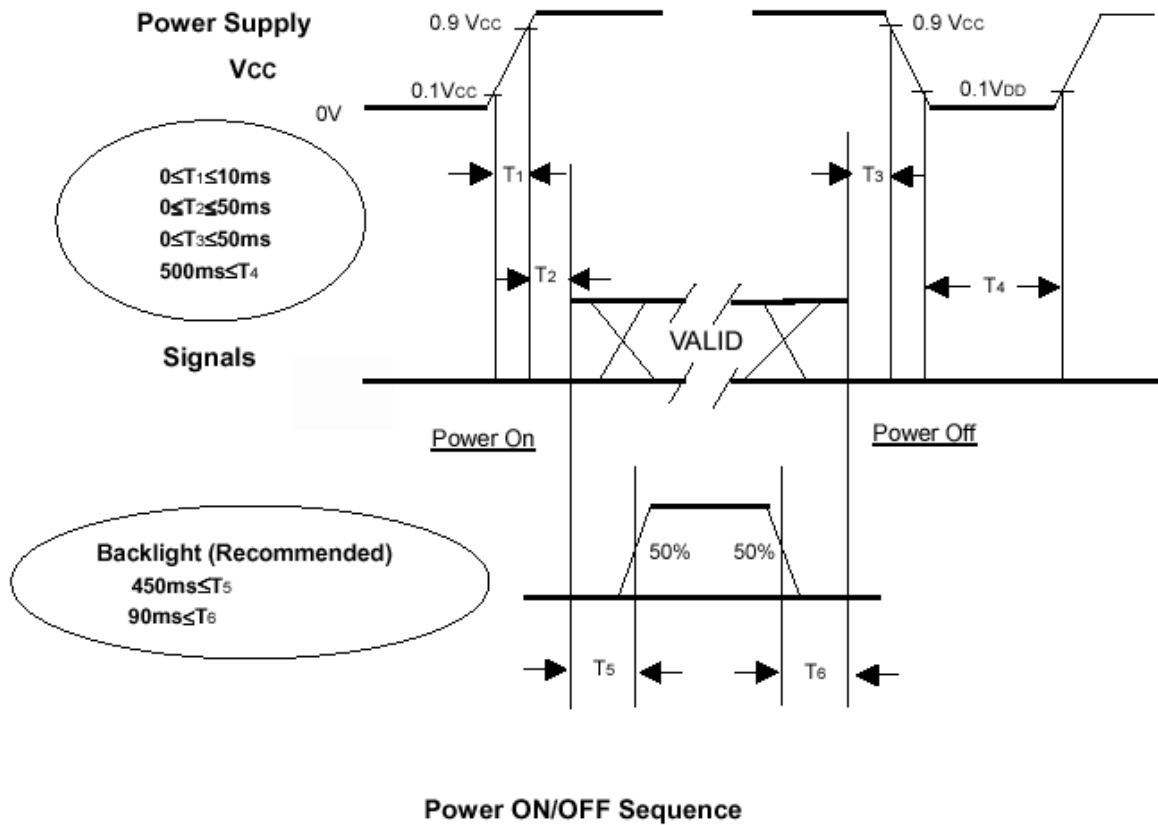 Power Supply
VCC
0.9 VCC
0.9 VCC
0.1VCC
0.1VDD
0V
0≤T1≤10ms
0≤T2≤50ms
0≤T3≤50ms
500ms≤T4
T1
T3
T2
T4
VALID
Signals
Power On
Power Off
Backlight (Recommended)
450ms≤T5
90ms≤T6
50%
50%
T5
T6
Power ON/OFF Sequence